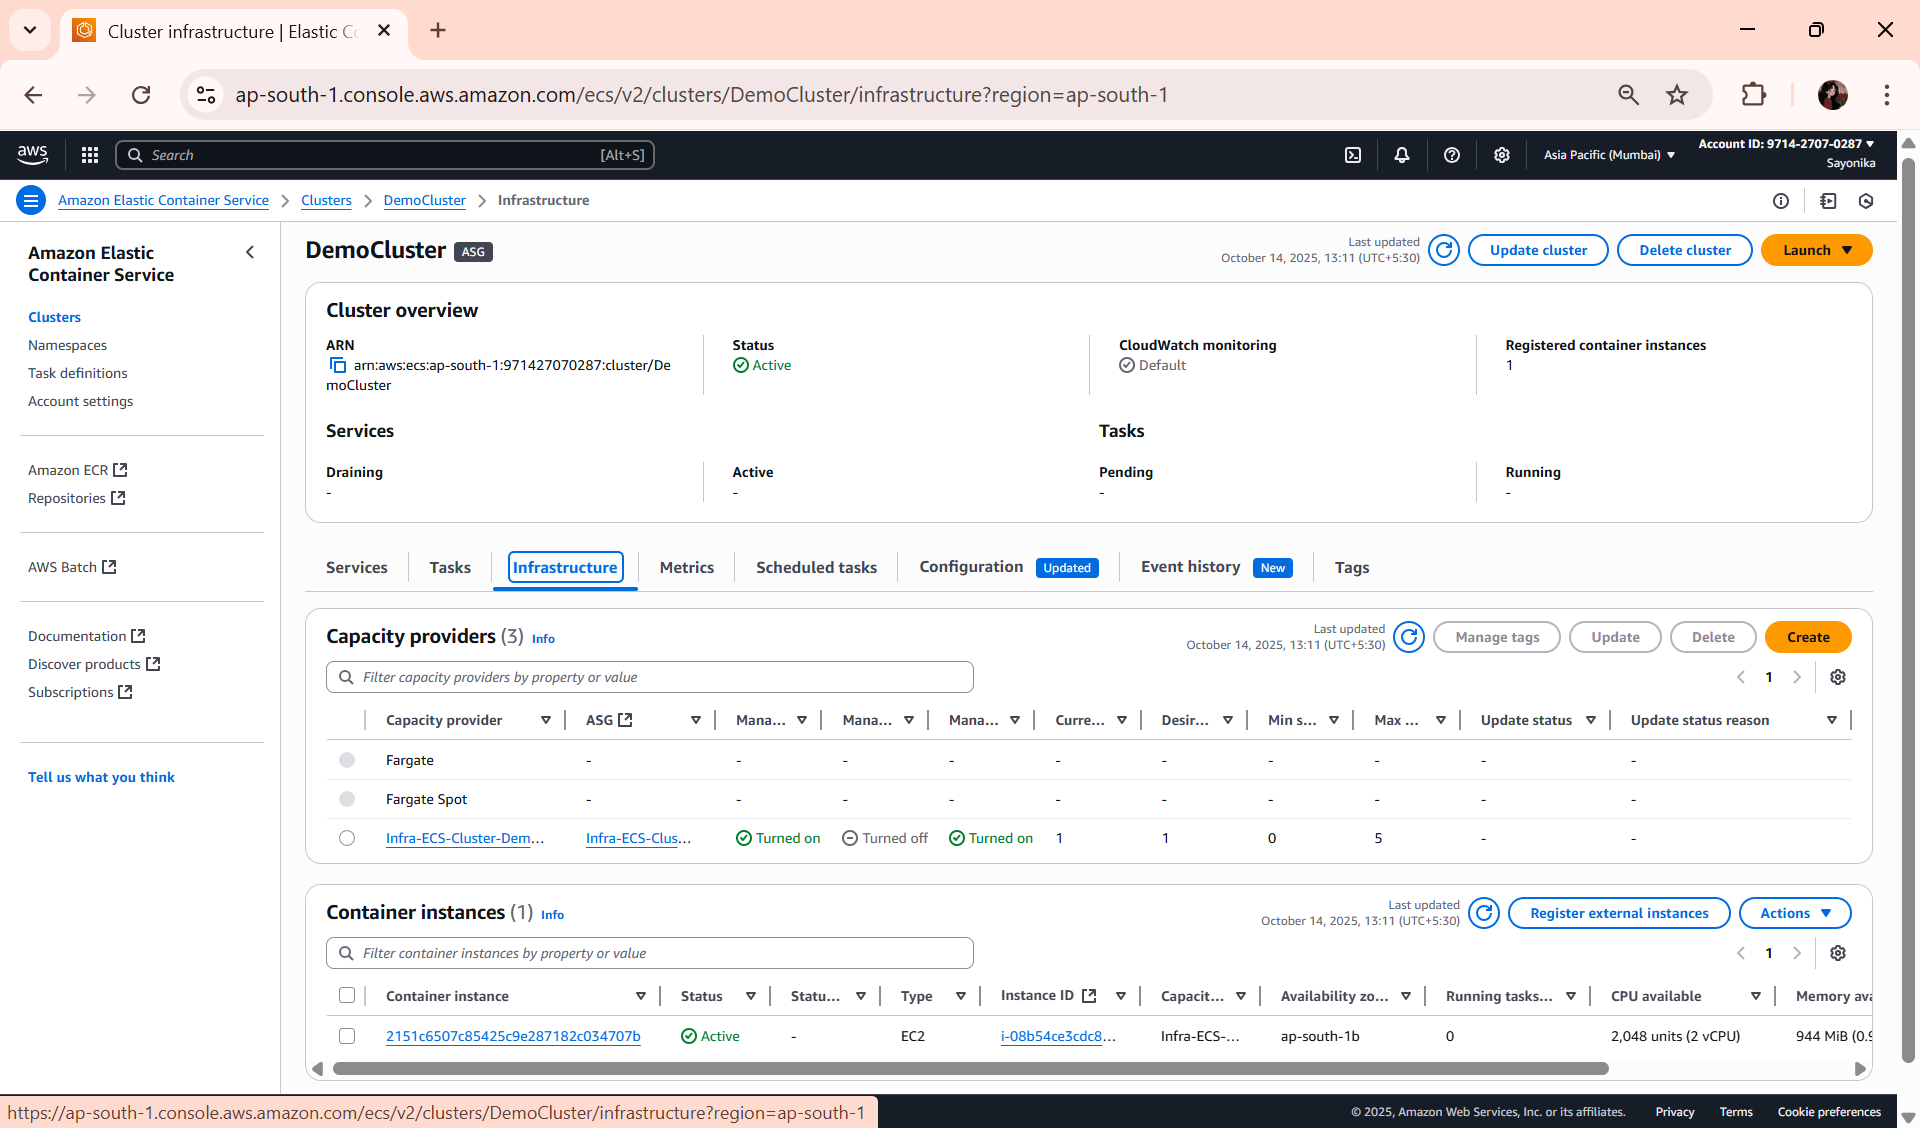 Cluster infrastructure | Elastic Co
ap-south-1.console.aws.amazon.com/ecs/v2/clusters/DemoCluster/infrastructure?region=ap-south-1
aws
Search [Alt+S]
Asia Pacific (Mumbai)
Account ID: 9714-2707-0287
Sayonika
Amazon Elastic Container Service
Clusters
DemoCluster
Infrastructure
Amazon Elastic
Container Service
Clusters
Namespaces
Task definitions
Account settings
Amazon ECR
Repositories
AWS Batch
Documentation
Discover products
Subscriptions
Tell us what you think
DemoCluster ASG
Last updated
October 14, 2025, 13:11 (UTC+5:30)
Update cluster
Delete cluster
Launch
Cluster overview
ARN
arn:aws:ecs:ap-south-1:971427070287:cluster/De
moCluster
Status
Active
CloudWatch monitoring
Default
Registered container instances
1
Services
Tasks
Draining
-
Active
-
Pending
-
Running
-
Services Tasks Infrastructure Metrics Scheduled tasks Configuration Updated Event history New Tags
Capacity providers (3) Info
Last updated
October 14, 2025, 13:11 (UTC+5:30)
Manage tags
Update
Delete
Create
Filter capacity providers by property or value
1
Capacity provider ASG Mana... Mana... Mana... Curre... Desir... Min s... Max ... Update status Update status reason
Fargate - - - - - - - - - -
Fargate Spot - - - - - - - - - -
Infra-ECS-Cluster-Dem... Infra-ECS-Clus... Turned on Turned off Turned on 1 1 0 5 - -
Container instances (1) Info
Last updated
October 14, 2025, 13:11 (UTC+5:30)
Register external instances
Actions
Filter container instances by property or value
1
Container instance Status Statu... Type Instance ID Capacit... Availability zo... Running tasks... CPU available Memory ava
2151c6507c85425c9e287182c034707b Active - EC2 i-08b54ce3cdc8... Infra-ECS-... ap-south-1b 0 2,048 units (2 vCPU) 944 MiB (0.9
https://ap-south-1.console.aws.amazon.com/ecs/v2/clusters/DemoCluster/infrastructure?region=ap-south-1
© 2025, Amazon Web Services, Inc. or its affiliates. Privacy Terms Cookie preferences